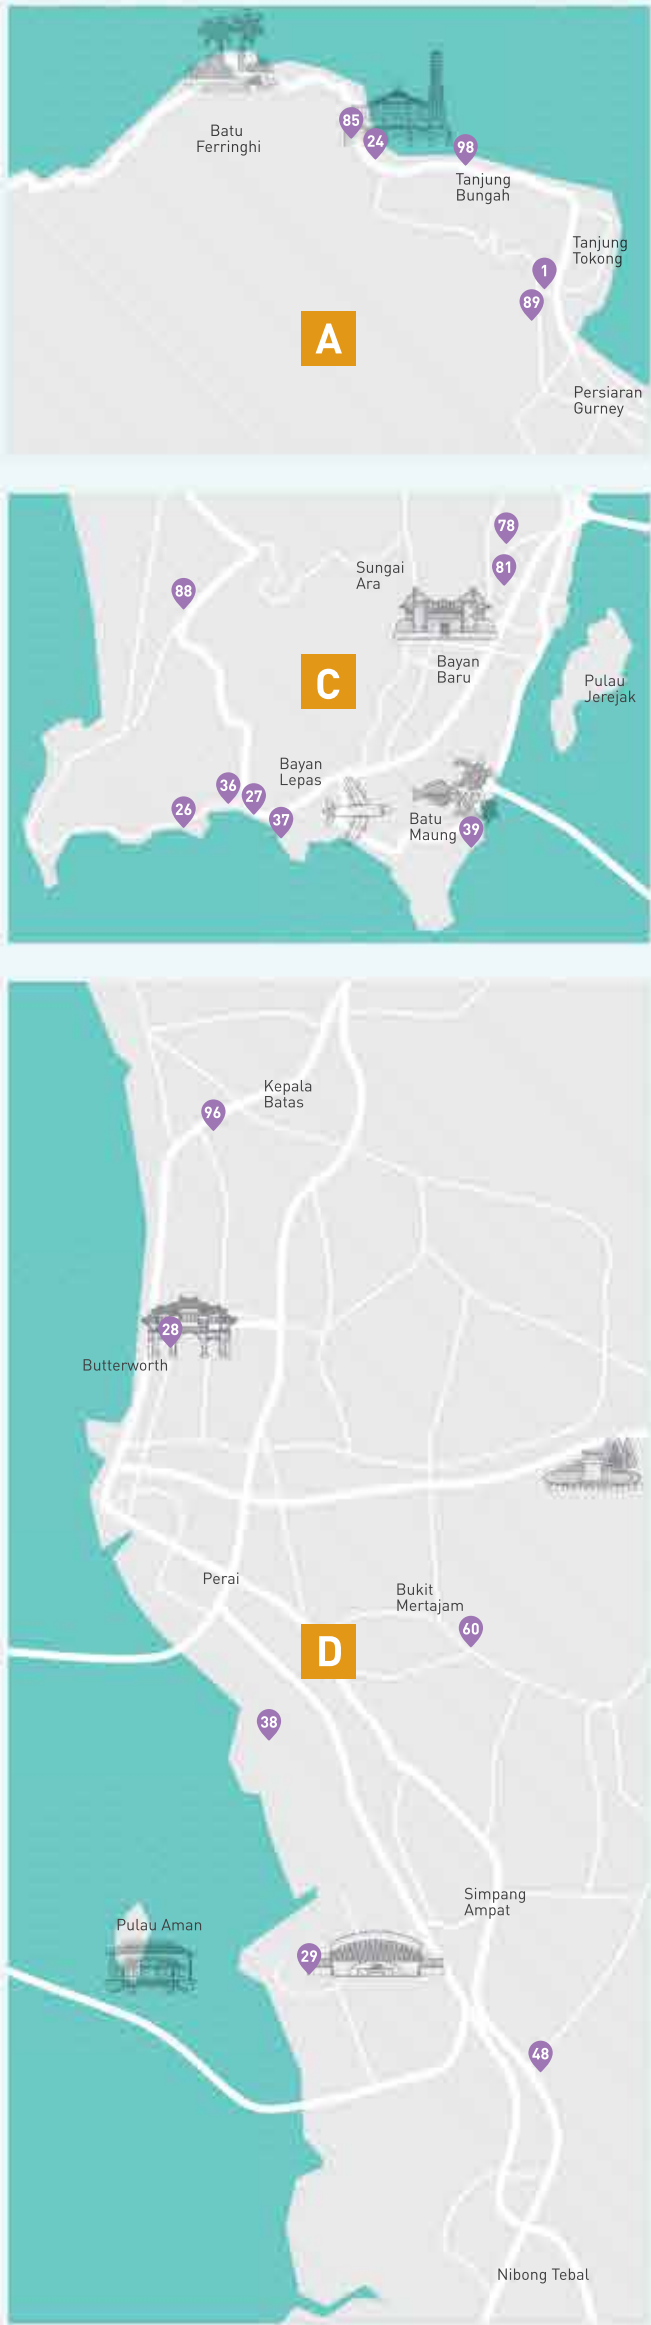 Batu
Ferringhi
85
24
98
Tanjung
Bungah
Tanjung
Tokong
1
89
A
Persiaran
Gurney
78
Sungai
Ara
81
88
Bayan
Baru
C
Pulau
Jerejak
Bayan
Lepas
36
27
26
37
Batu
Maung
39
Kepala
Batas
96
28
Butterworth
Perai
Bukit
Mertajam
60
D
38
Simpang
Ampat
Pulau Aman
29
48
Nibong Tebal